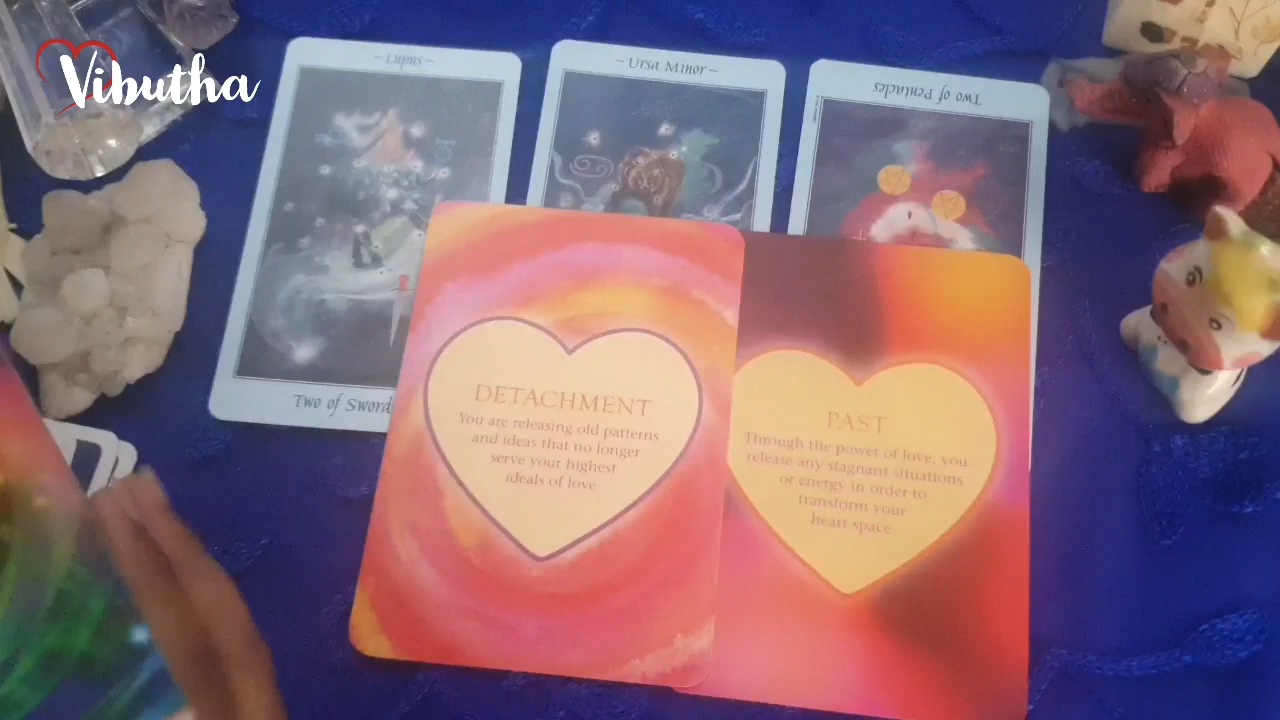 Vibutha
~ Lupus ~
~ Ursa Minor ~
Two of Pentacles
Two of Sword
DETACHMENT
You are releasing old patterns
and ideas that no longer
serve your highest
ideals of love
PAST
Through the power of love, you
release any stagnant situations
or energy in order to
transform your
heart space